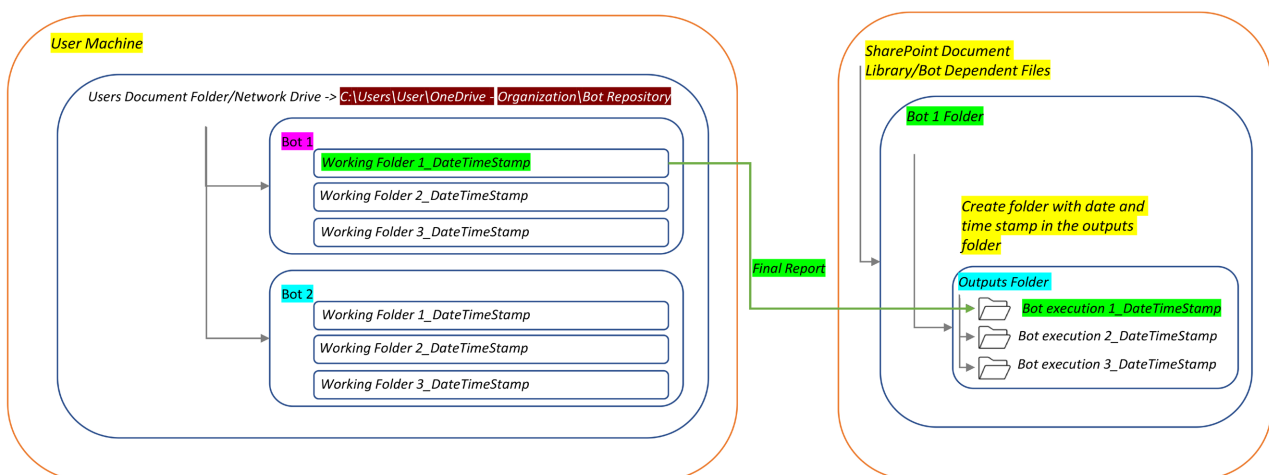 User Machine
Users Document Folder/Network Drive -> C:\Users\User\OneDrive - Organization\Bot Repository
Bot 1
Working Folder 1_DateTimeStamp
Working Folder 2_DateTimeStamp
Working Folder 3_DateTimeStamp
Bot 2
Working Folder 1_DateTimeStamp
Working Folder 2_DateTimeStamp
Working Folder 3_DateTimeStamp
Final Report
SharePoint Document
Library/Bot Dependent Files
Bot 1 Folder
Create folder with date and
time stamp in the outputs
folder
Outputs Folder
Bot execution 1_DateTimeStamp
Bot execution 2_DateTimeStamp
Bot execution 3_DateTimeStamp